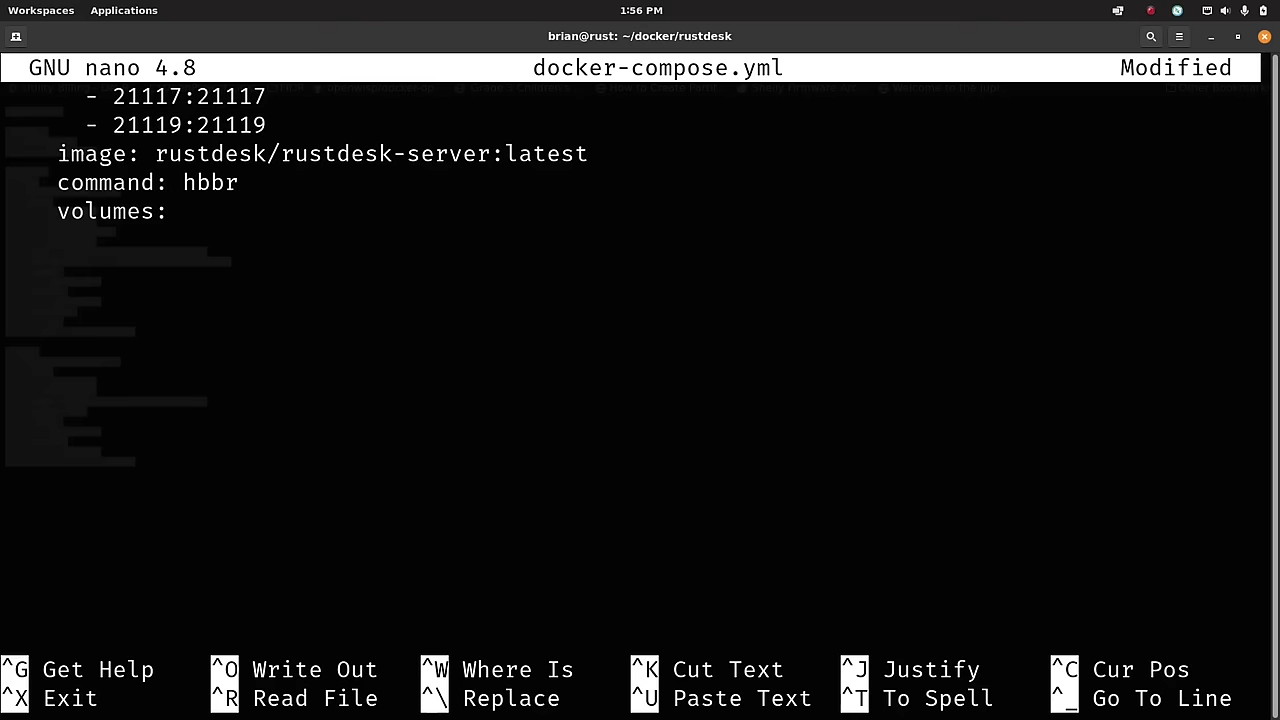 Workspaces Applications 1:56 PM
brian@rust: ~/docker/rustdesk
GNU nano 4.8 docker-compose.yml Modified
- 21117:21117
- 21119:21119
image: rustdesk/rustdesk-server:latest
command: hbbr
volumes:
^G Get Help ^O Write Out ^W Where Is ^K Cut Text ^J Justify ^C Cur Pos
^X Exit ^R Read File ^\ Replace ^U Paste Text ^T To Spell ^_ Go To Line